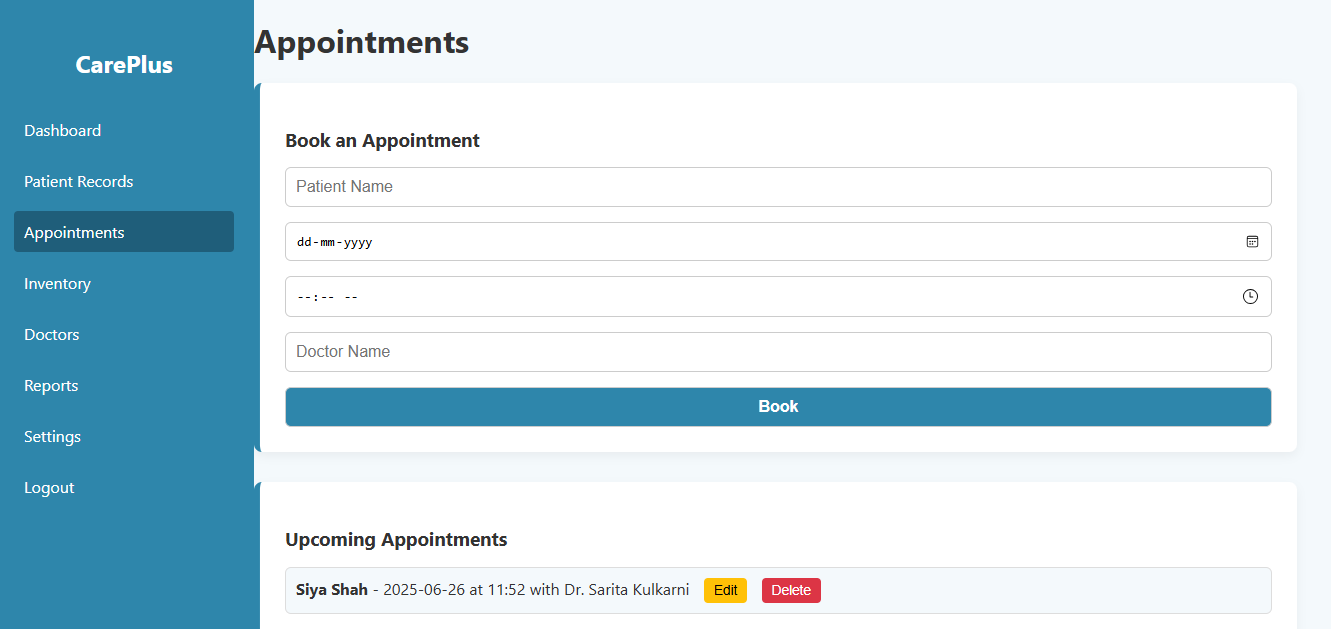 CarePlus
Dashboard
Patient Records
Appointments
Inventory
Doctors
Reports
Settings
Logout
Appointments
Book an Appointment
Patient Name
dd-mm-yyyy
--:-- --
Doctor Name
Book
Upcoming Appointments
Siya Shah - 2025-06-26 at 11:52 with Dr. Sarita Kulkarni Edit Delete